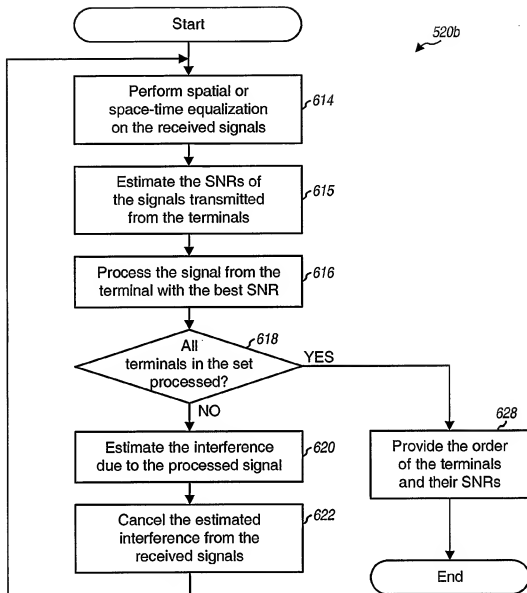 Start
520b
Perform spatial or
space-time equalization
on the received signals
614
Estimate the SNRs of
the signals transmitted
from the terminals
615
Process the signal from the
terminal with the best SNR
616
All
terminals in the set
processed?
618
YES
NO
Estimate the interference
due to the processed signal
620
628
Provide the order
of the terminals
and their SNRs
Cancel the estimated
interference from the
received signals
622
End